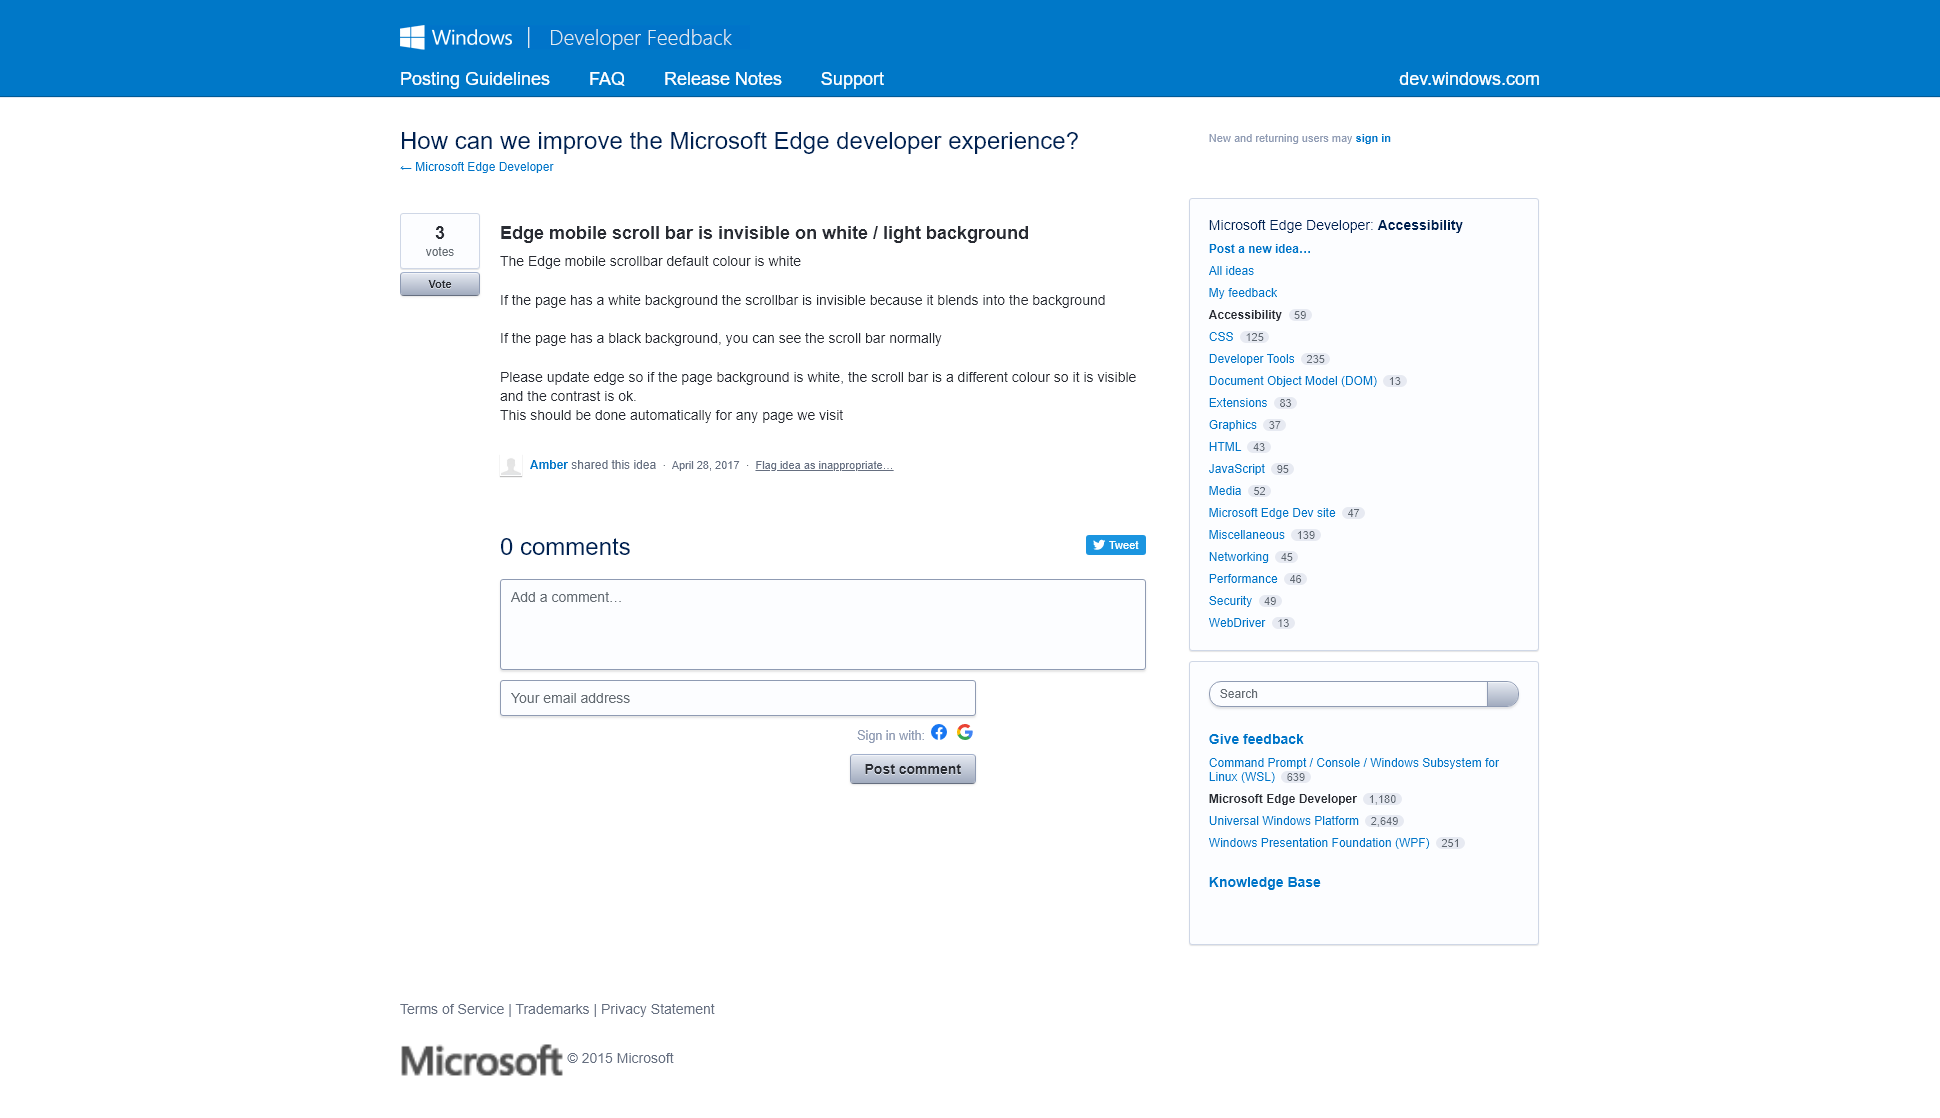 Windows | Developer Feedback
Posting Guidelines FAQ Release Notes Support dev.windows.com
How can we improve the Microsoft Edge developer experience?
← Microsoft Edge Developer
New and returning users may sign in
3
votes
Vote
Edge mobile scroll bar is invisible on white / light background
The Edge mobile scrollbar default colour is white
If the page has a white background the scrollbar is invisible because it blends into the background
If the page has a black background, you can see the scroll bar normally
Please update edge so if the page background is white, the scroll bar is a different colour so it is visible
and the contrast is ok.
This should be done automatically for any page we visit
Amber shared this idea · April 28, 2017 · Flag idea as inappropriate…
0 comments
Tweet
Add a comment…
Your email address
Sign in with:
Post comment
Microsoft Edge Developer: Accessibility
Post a new idea…
All ideas
My feedback
Accessibility 59
CSS 125
Developer Tools 235
Document Object Model (DOM) 13
Extensions 83
Graphics 37
HTML 43
JavaScript 95
Media 52
Microsoft Edge Dev site 47
Miscellaneous 139
Networking 45
Performance 46
Security 49
WebDriver 13
Search
Give feedback
Command Prompt / Console / Windows Subsystem for
Linux (WSL) 639
Microsoft Edge Developer 1,180
Universal Windows Platform 2,649
Windows Presentation Foundation (WPF) 251
Knowledge Base
Terms of Service | Trademarks | Privacy Statement
Microsoft © 2015 Microsoft